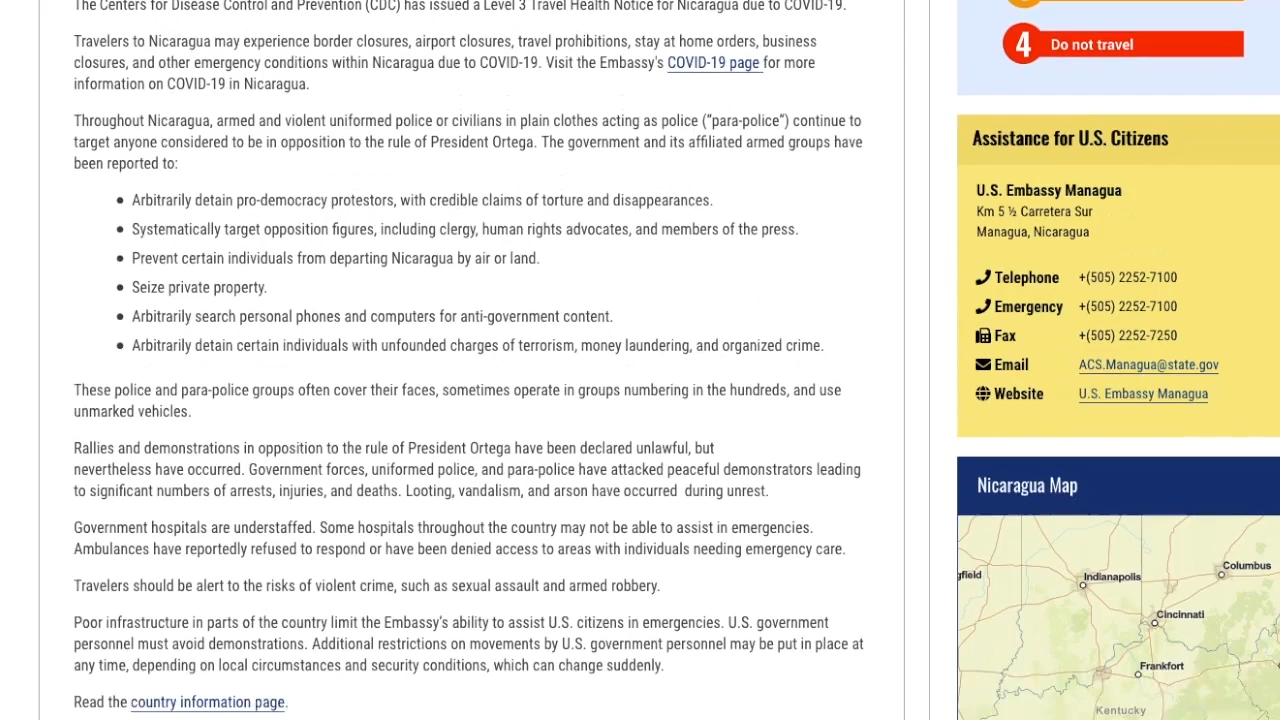 The Centers for Disease Control and Prevention (CDC) has issued a Level 3 Travel Health Notice for Nicaragua due to COVID-19.
Travelers to Nicaragua may experience border closures, airport closures, travel prohibitions, stay at home orders, business
closures, and other emergency conditions within Nicaragua due to COVID-19. Visit the Embassy's COVID-19 page for more
information on COVID-19 in Nicaragua.
Throughout Nicaragua, armed and violent uniformed police or civilians in plain clothes acting as police (“para-police”) continue to
target anyone considered to be in opposition to the rule of President Ortega. The government and its affiliated armed groups have
been reported to:
● Arbitrarily detain pro-democracy protestors, with credible claims of torture and disappearances.
● Systematically target opposition figures, including clergy, human rights advocates, and members of the press.
● Prevent certain individuals from departing Nicaragua by air or land.
● Seize private property.
● Arbitrarily search personal phones and computers for anti-government content.
● Arbitrarily detain certain individuals with unfounded charges of terrorism, money laundering, and organized crime.
These police and para-police groups often cover their faces, sometimes operate in groups numbering in the hundreds, and use
unmarked vehicles.
Rallies and demonstrations in opposition to the rule of President Ortega have been declared unlawful, but
nevertheless have occurred. Government forces, uniformed police, and para-police have attacked peaceful demonstrators leading
to significant numbers of arrests, injuries, and deaths. Looting, vandalism, and arson have occurred  during unrest.
Government hospitals are understaffed. Some hospitals throughout the country may not be able to assist in emergencies.
Ambulances have reportedly refused to respond or have been denied access to areas with individuals needing emergency care.
Travelers should be alert to the risks of violent crime, such as sexual assault and armed robbery.
Poor infrastructure in parts of the country limit the Embassy’s ability to assist U.S. citizens in emergencies. U.S. government
personnel must avoid demonstrations. Additional restrictions on movements by U.S. government personnel may be put in place at
any time, depending on local circumstances and security conditions, which can change suddenly.
Read the country information page.
4 Do not travel
Assistance for U.S. Citizens
U.S. Embassy Managua
Km 5 ½ Carretera Sur
Managua, Nicaragua
Telephone +(505) 2252-7100
Emergency +(505) 2252-7100
Fax +(505) 2252-7250
Email ACS.Managua@state.gov
Website U.S. Embassy Managua
Nicaragua Map
Columbus
gfield
Indianapolis
Cincinnati
Frankfort
Kentucky